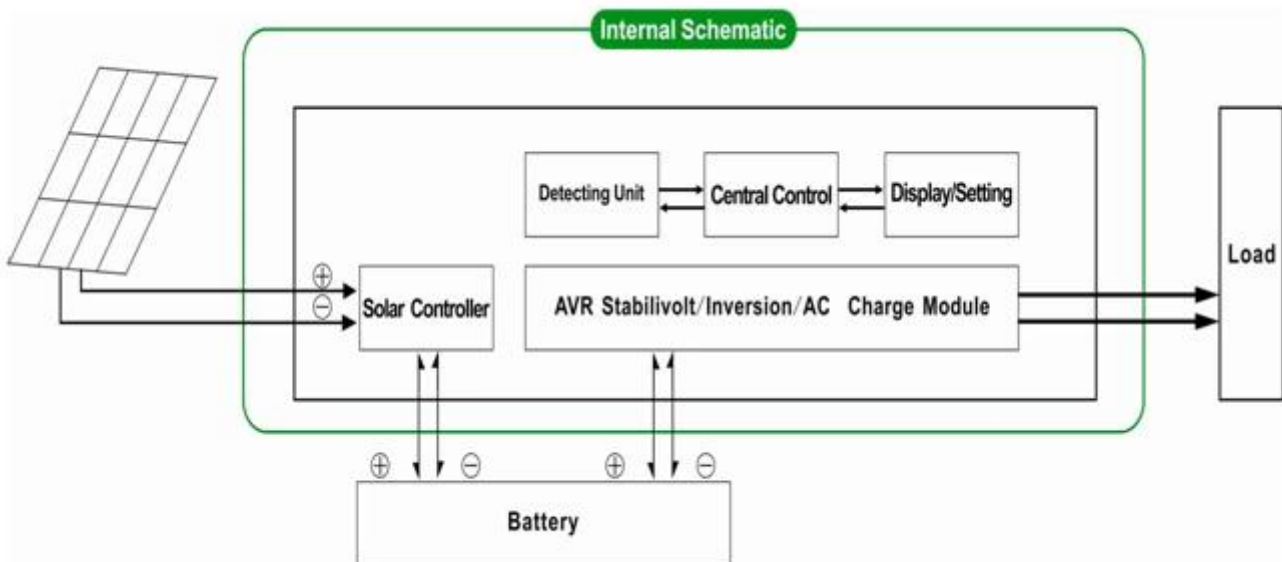 Internal Schematic
Detecting Unit
Central Control
Display/Setting
Load
⊕
⊖
Solar Controller
AVR Stabilivolt/Inversion/AC Charge Module
⊕ ⊖ ⊕ ⊖
Battery